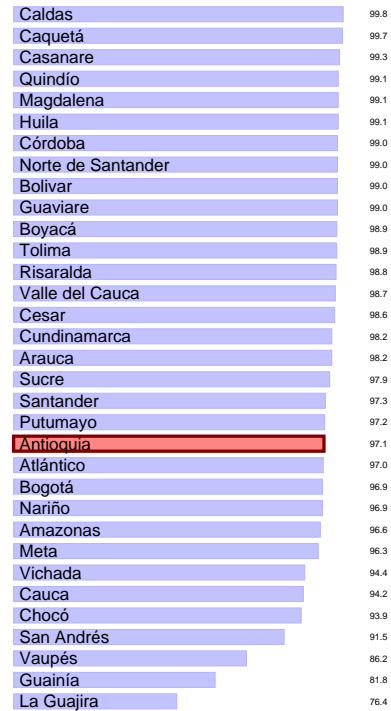 Caldas 99.8
Caquetá 99.7
Casanare 99.3
Quindío 99.1
Magdalena 99.1
Huila 99.1
Córdoba 99.0
Norte de Santander 99.0
Bolivar 99.0
Guaviare 99.0
Boyacá 98.9
Tolima 98.9
Risaralda 98.8
Valle del Cauca 98.7
Cesar 98.6
Cundinamarca 98.2
Arauca 98.2
Sucre 97.9
Santander 97.3
Putumayo 97.2
Antioquia 97.1
Atlántico 97.0
Bogotá 96.9
Nariño 96.9
Amazonas 96.6
Meta 96.3
Vichada 94.4
Cauca 94.2
Chocó 93.9
San Andrés 91.5
Vaupés 86.2
Guainía 81.8
La Guajira 76.4